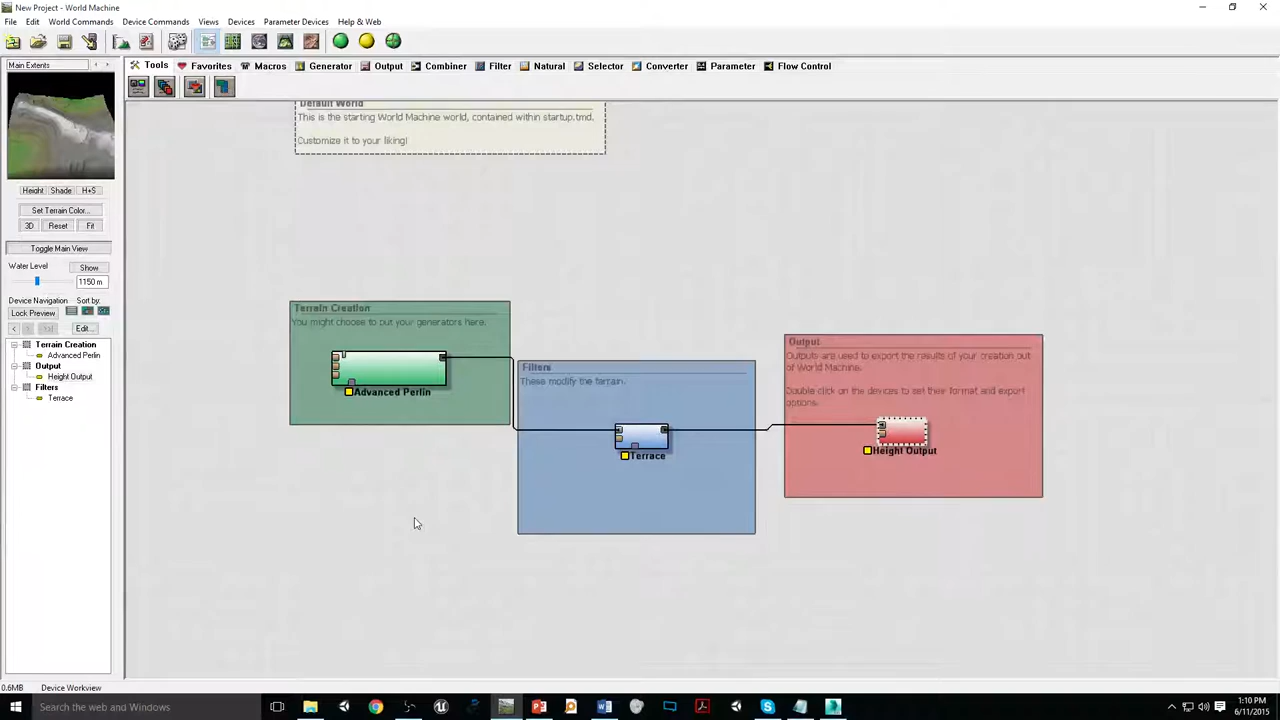 New Project - World Machine
File Edit World Commands Device Commands Views Devices Parameter Devices Help & Web
Main Extents
Tools Favorites Macros Generator Output Combiner Filter Natural Selector Converter Parameter Flow Control
Default World
This is the starting World Machine world, contained within startup.tmd.
Customize it to your liking!
Height Shade H+S
Set Terrain Color...
3D Reset Fit
Toggle Main View
Water Level Show
1150 m
Device Navigation Sort by:
Lock Preview
Edit...
Terrain Creation
Advanced Perlin
Output
Height Output
Filters
Terrace
Terrain Creation
You might choose to put your generators here.
Advanced Perlin
Filters
These modify the terrain.
Terrace
Output
Outputs are used to export the results of your creation out
of World Machine.
Double click on the devices to set their format and export
options.
Height Output
0.6MB Device Workview
Search the web and Windows
1:10 PM
6/11/2015